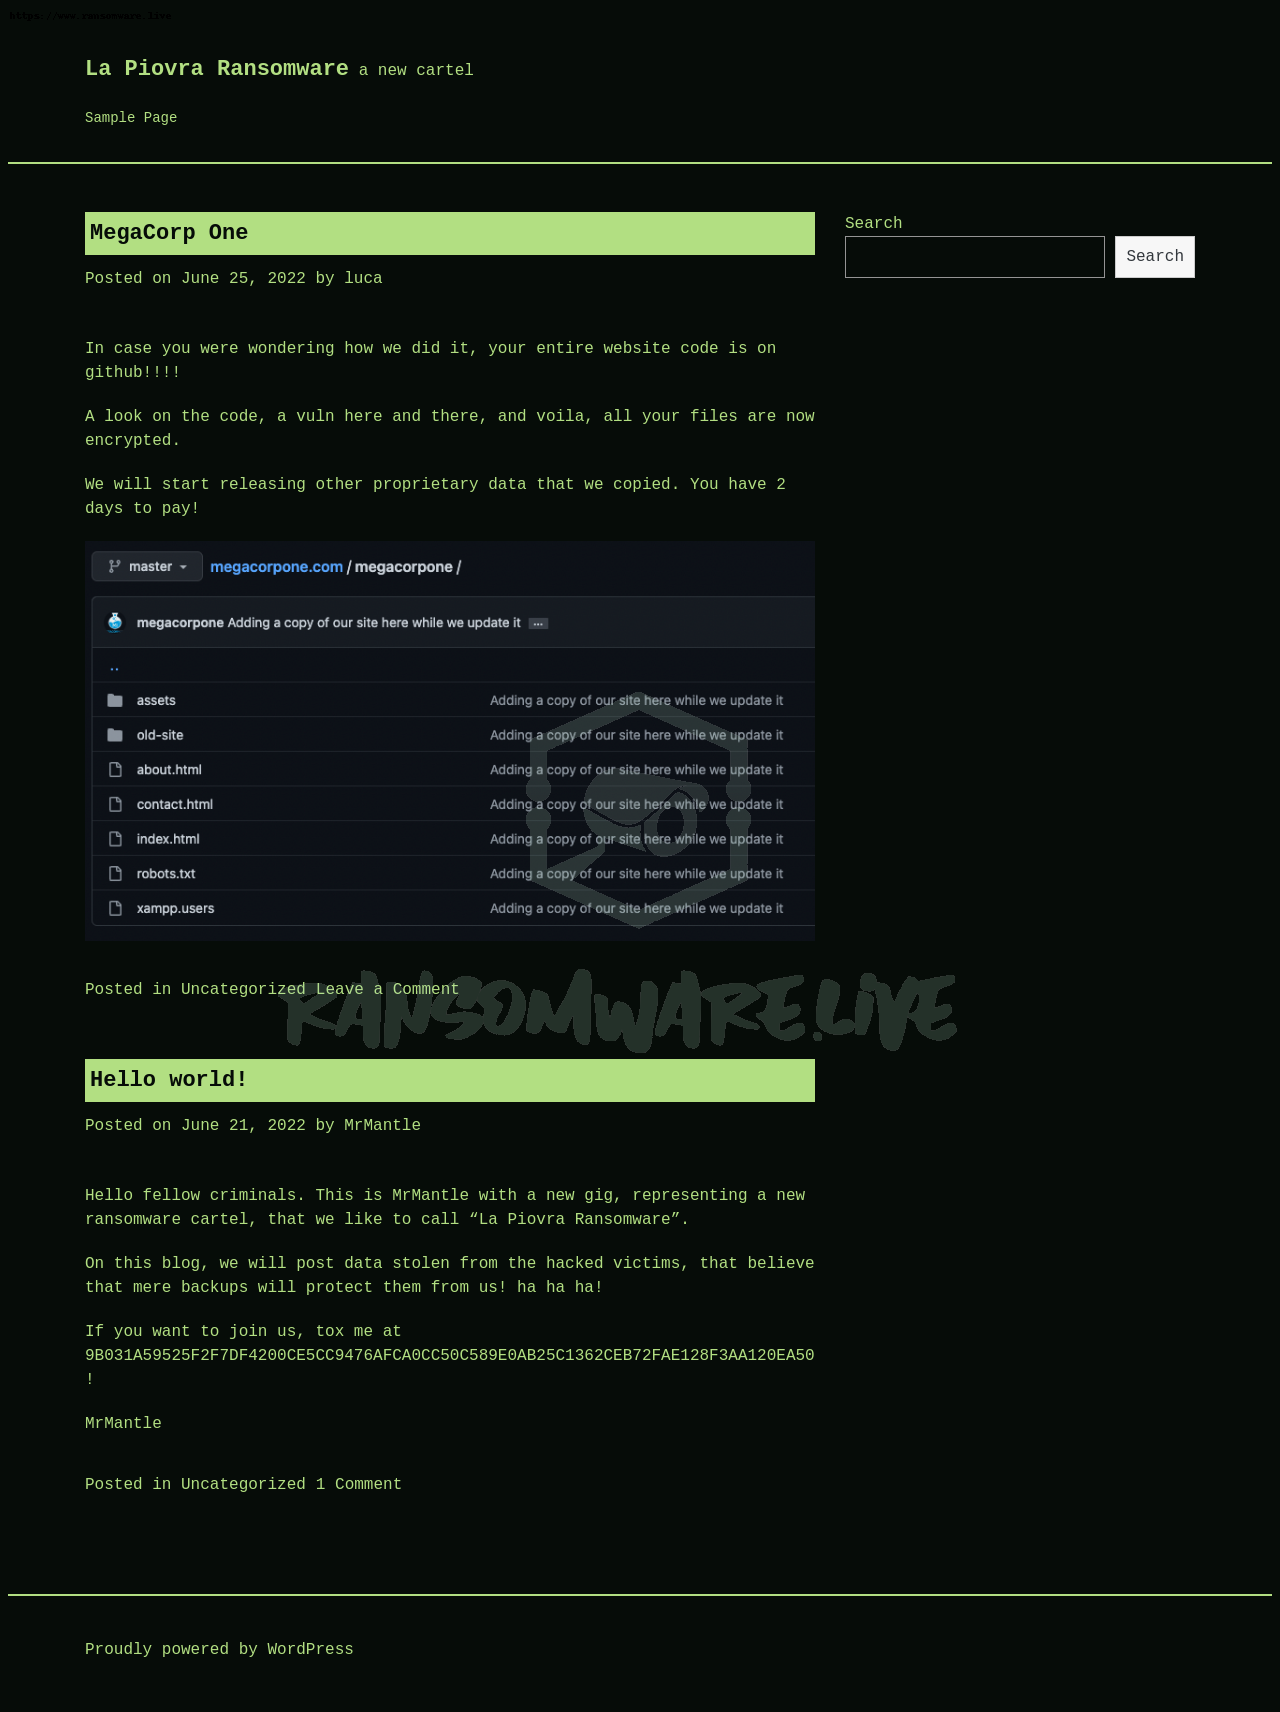 https://www.ransomware.live
La Piovra Ransomware a new cartel
Sample Page
MegaCorp One
Posted on June 25, 2022 by luca
In case you were wondering how we did it, your entire website code is on
github!!!!
A look on the code, a vuln here and there, and voila, all your files are now
encrypted.
We will start releasing other proprietary data that we copied. You have 2
days to pay!
master megacorpone.com / megacorpone /
megacorpone Adding a copy of our site here while we update it ...
..
assets Adding a copy of our site here while we update it
old-site Adding a copy of our site here while we update it
about.html Adding a copy of our site here while we update it
contact.html Adding a copy of our site here while we update it
index.html Adding a copy of our site here while we update it
robots.txt Adding a copy of our site here while we update it
xampp.users Adding a copy of our site here while we update it
Posted in Uncategorized Leave a Comment
RANSOMWARE.LIVE
Hello world!
Posted on June 21, 2022 by MrMantle
Hello fellow criminals. This is MrMantle with a new gig, representing a new
ransomware cartel, that we like to call “La Piovra Ransomware”.
On this blog, we will post data stolen from the hacked victims, that believe
that mere backups will protect them from us! ha ha ha!
If you want to join us, tox me at
9B031A59525F2F7DF4200CE5CC9476AFCA0CC50C589E0AB25C1362CEB72FAE128F3AA120EA50
!
MrMantle
Posted in Uncategorized 1 Comment
Search
Search
Proudly powered by WordPress